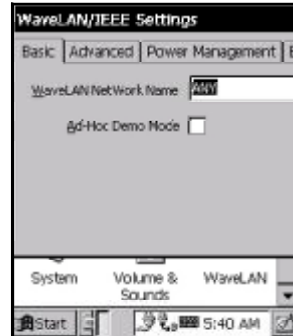 WaveLAN/IEEE Settings
Basic Advanced Power Management E
WaveLAN NetWork Name ANY
Ad-Hoc Demo Mode
System Volume & Sounds WaveLAN
Start 5:40 AM